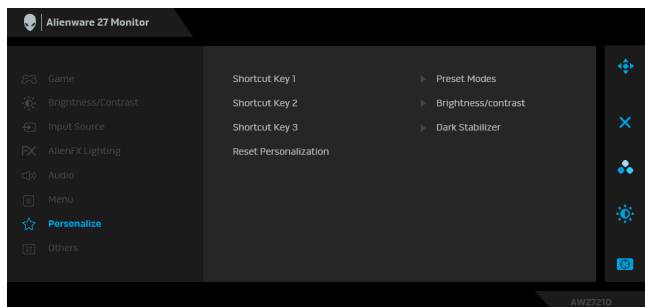 Alienware 27 Monitor
Game
Shortcut Key 1 Preset Modes
Brightness/Contrast Shortcut Key 2 Brightness/contrast
Input Source Shortcut Key 3 Dark Stabilizer
FX AlienFX Lighting Reset Personalization
Audio
Menu
Personalize
Others
AW2721D